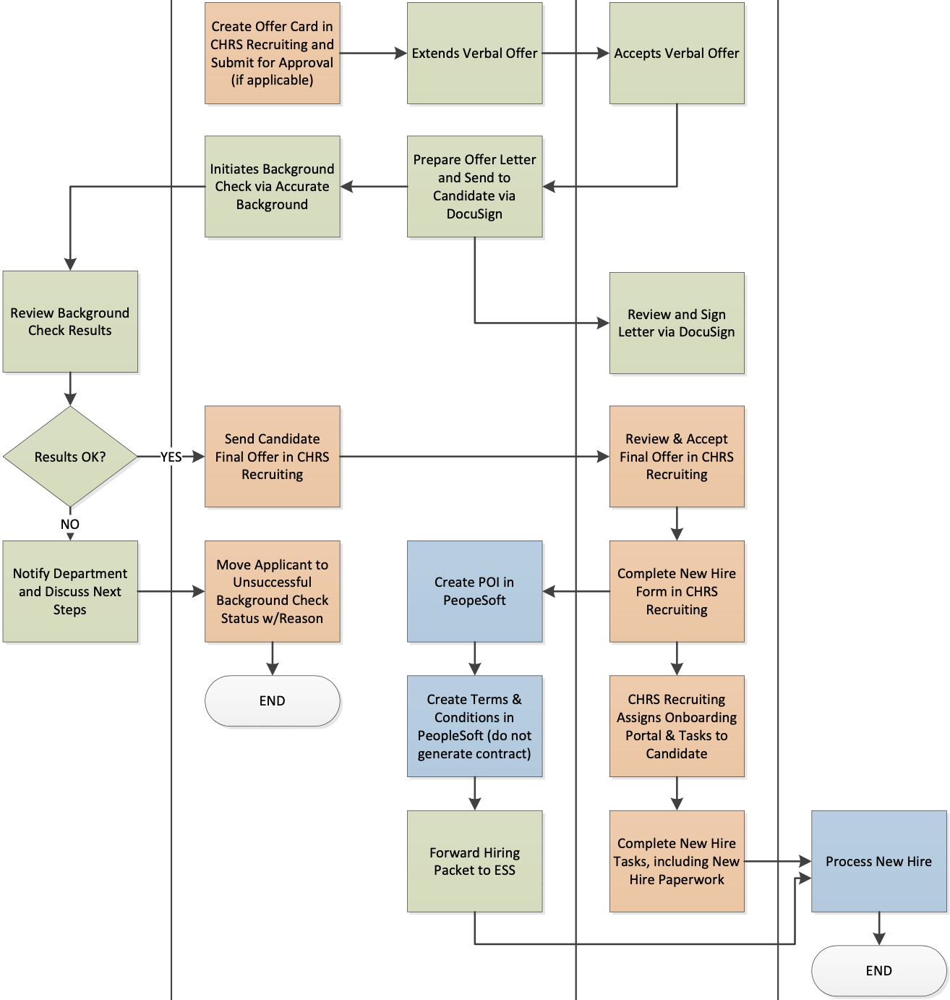 Create Offer Card in
CHRS Recruiting and
Submit for Approval
(if applicable)
Extends Verbal Offer
Accepts Verbal Offer
Initiates Background
Check via Accurate
Background
Prepare Offer Letter
and Send to
Candidate via
DocuSign
Review Background
Check Results
Review and Sign
Letter via DocuSign
Results OK?
YES
Send Candidate
Final Offer in CHRS
Recruiting
Review & Accept
Final Offer in CHRS
Recruiting
NO
Notify Department
and Discuss Next
Steps
Move Applicant to
Unsuccessful
Background Check
Status w/Reason
Create POI in
PeopeSoft
Complete New Hire
Form in CHRS
Recruiting
END
Create Terms &
Conditions in
PeopleSoft (do not
generate contract)
CHRS Recruiting
Assigns Onboarding
Portal & Tasks to
Candidate
Forward Hiring
Packet to ESS
Complete New Hire
Tasks, including New
Hire Paperwork
Process New Hire
END